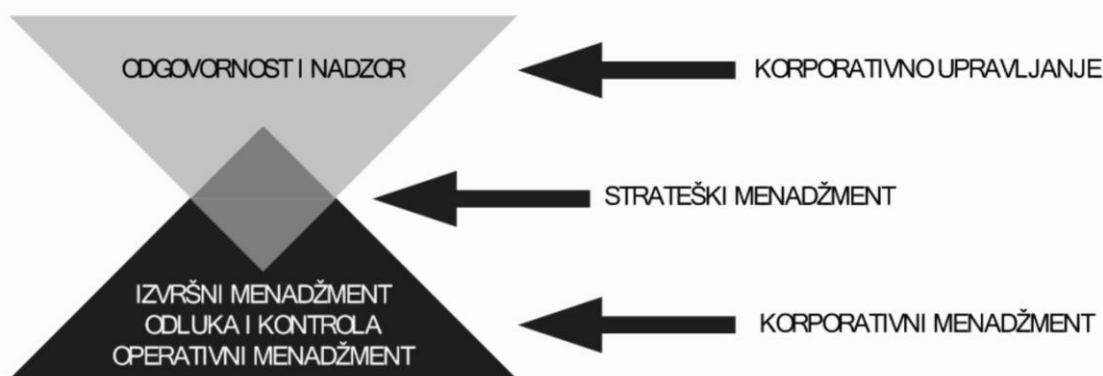 ODGOVORNOST I NADZOR
KORPORATIVNO UPRAVLJANJE
STRATEŠKI MENADŽMENT
IZVRŠNI MENADŽMENT
ODLUKA I KONTROLA
OPERATIVNI MENADŽMENT
KORPORATIVNI MENADŽMENT